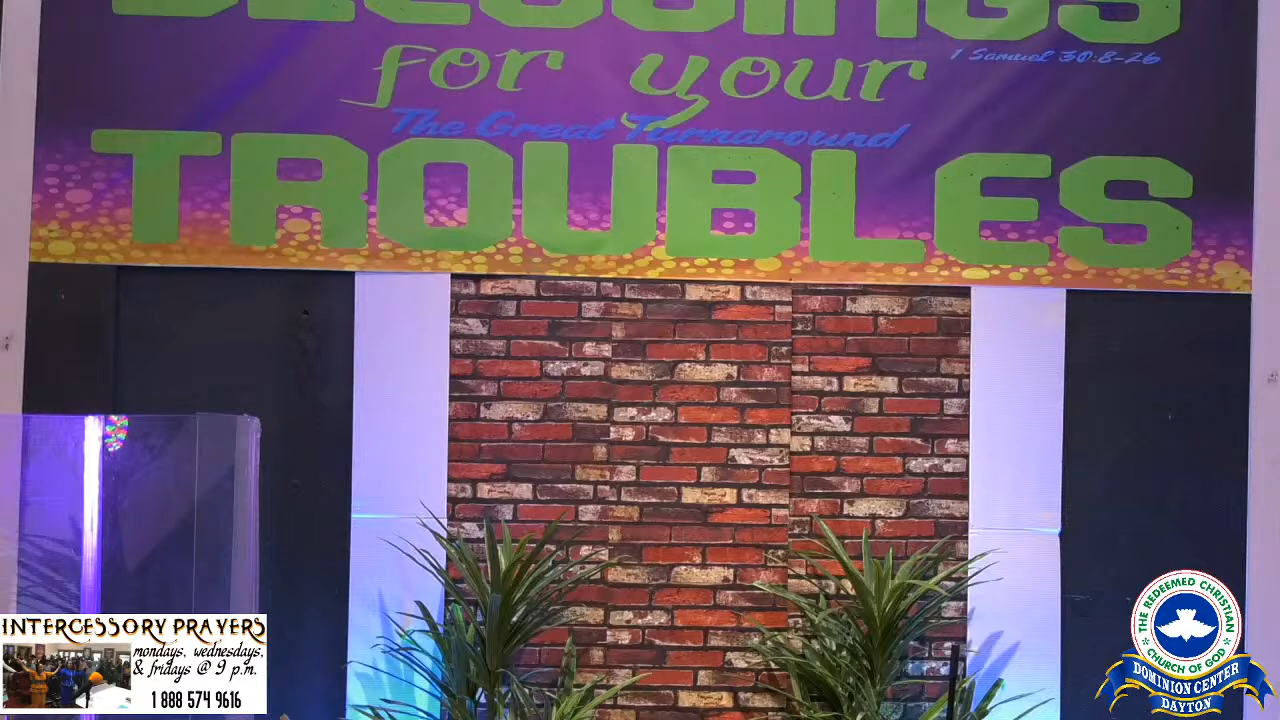 BLESSINGS
for your
1 Samuel 30:8-26
The Great Turnaround
TROUBLES
INTERCESSORY PRAYERS
mondays, wednesdays,
& fridays @ 9 p.m.
1 888 574 9616
THE REDEEMED CHRISTIAN
CHURCH OF GOD
DOMINION CENTER
DAYTON